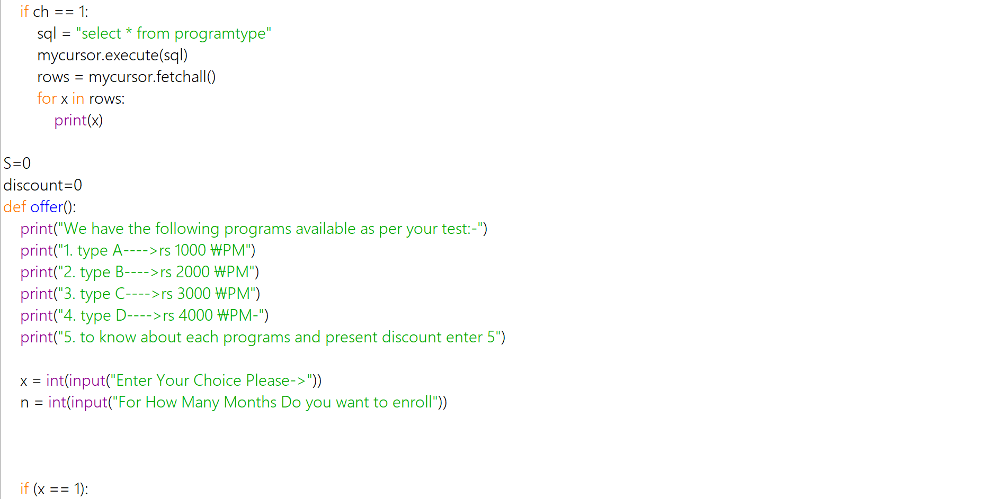 if ch == 1:
sql = "select * from programtype"
mycursor.execute(sql)
rows = mycursor.fetchall()
for x in rows:
print(x)
S=0
discount=0
def offer():
print("We have the following programs available as per your test:-")
print("1. type A---->rs 1000 ₩PM")
print("2. type B---->rs 2000 ₩PM")
print("3. type C---->rs 3000 ₩PM")
print("4. type D---->rs 4000 ₩PM-")
print("5. to know about each programs and present discount enter 5")
x = int(input("Enter Your Choice Please->"))
n = int(input("For How Many Months Do you want to enroll"))
if (x == 1):